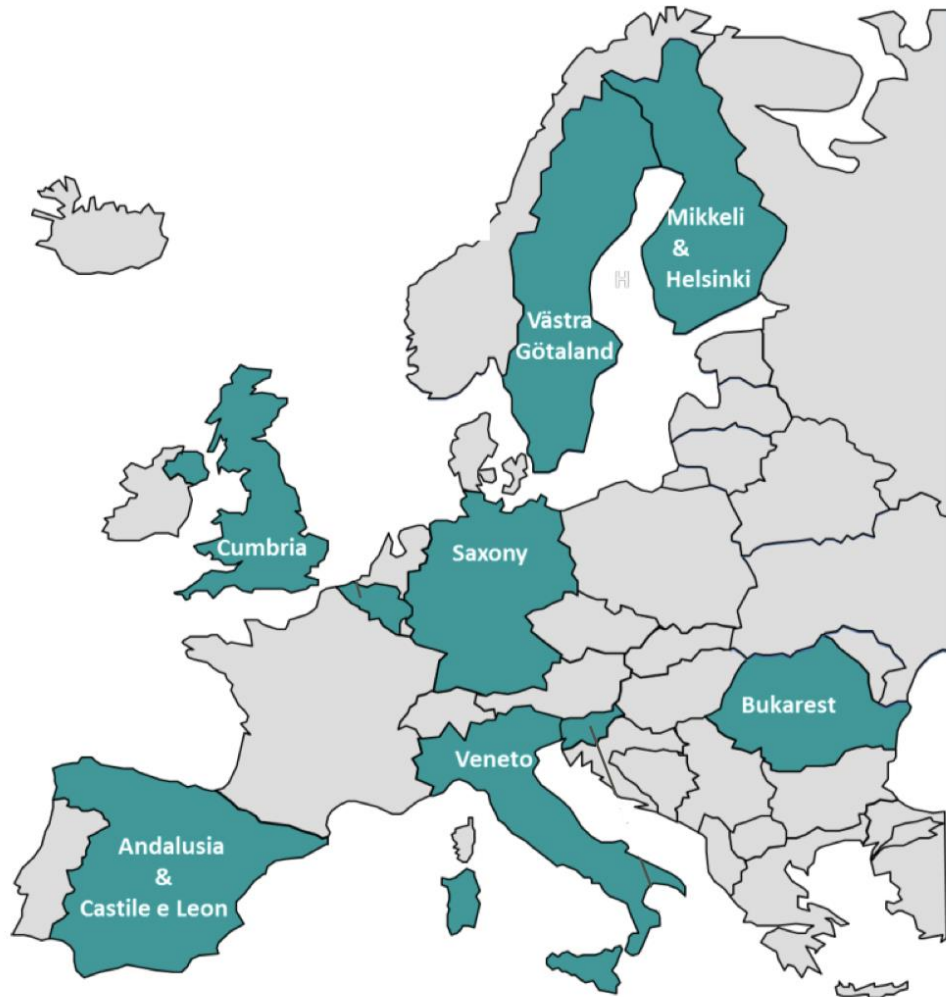 Mikkeli
&
Helsinki
H
Västra
Götaland
Cumbria
Saxony
Bukarest
Veneto
Andalusia
&
Castile e Leon